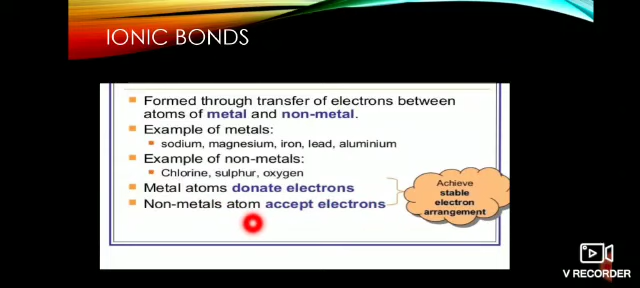 IONIC BONDS
Formed through transfer of electrons between
atoms of metal and non-metal.
Example of metals:
sodium, magnesium, iron, lead, aluminium
Example of non-metals:
Chlorine, sulphur, oxygen
Metal atoms donate electrons
Non-metals atom accept electrons
Achieve
stable
electron
arrangement
V RECORDER